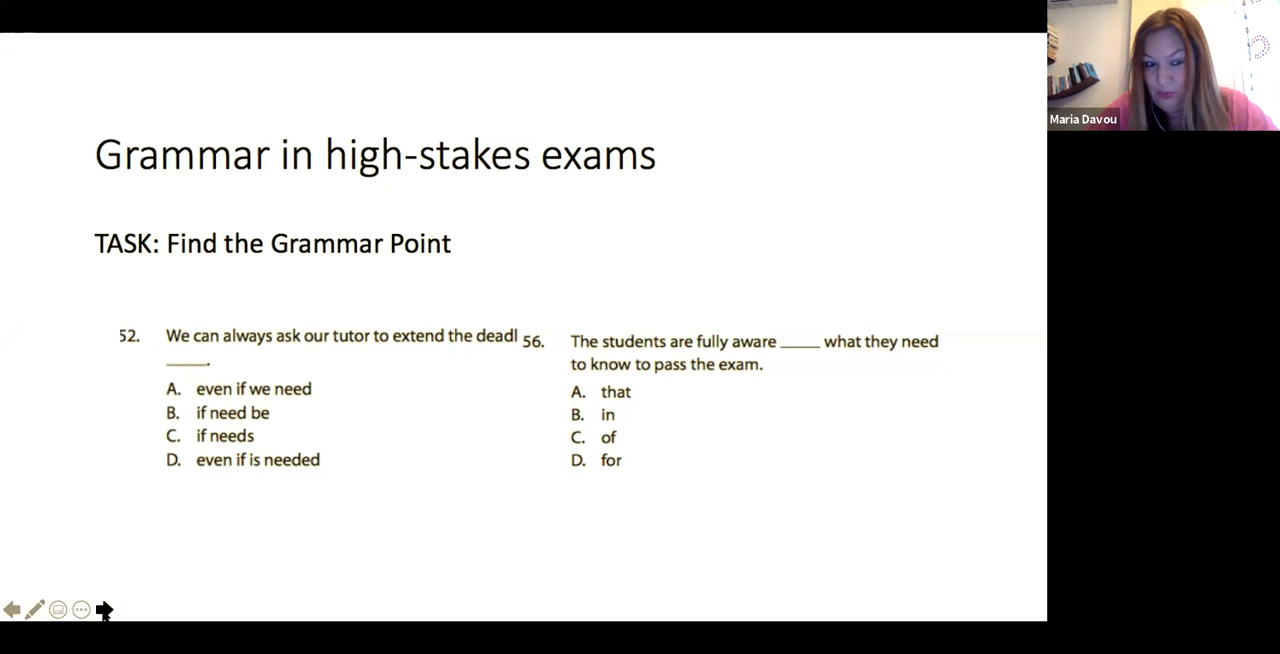 Maria Davou
Grammar in high-stakes exams
TASK: Find the Grammar Point
52. We can always ask our tutor to extend the deadl
_____.
A. even if we need
B. if need be
C. if needs
D. even if is needed
56. The students are fully aware _____ what they need
to know to pass the exam.
A. that
B. in
C. of
D. for